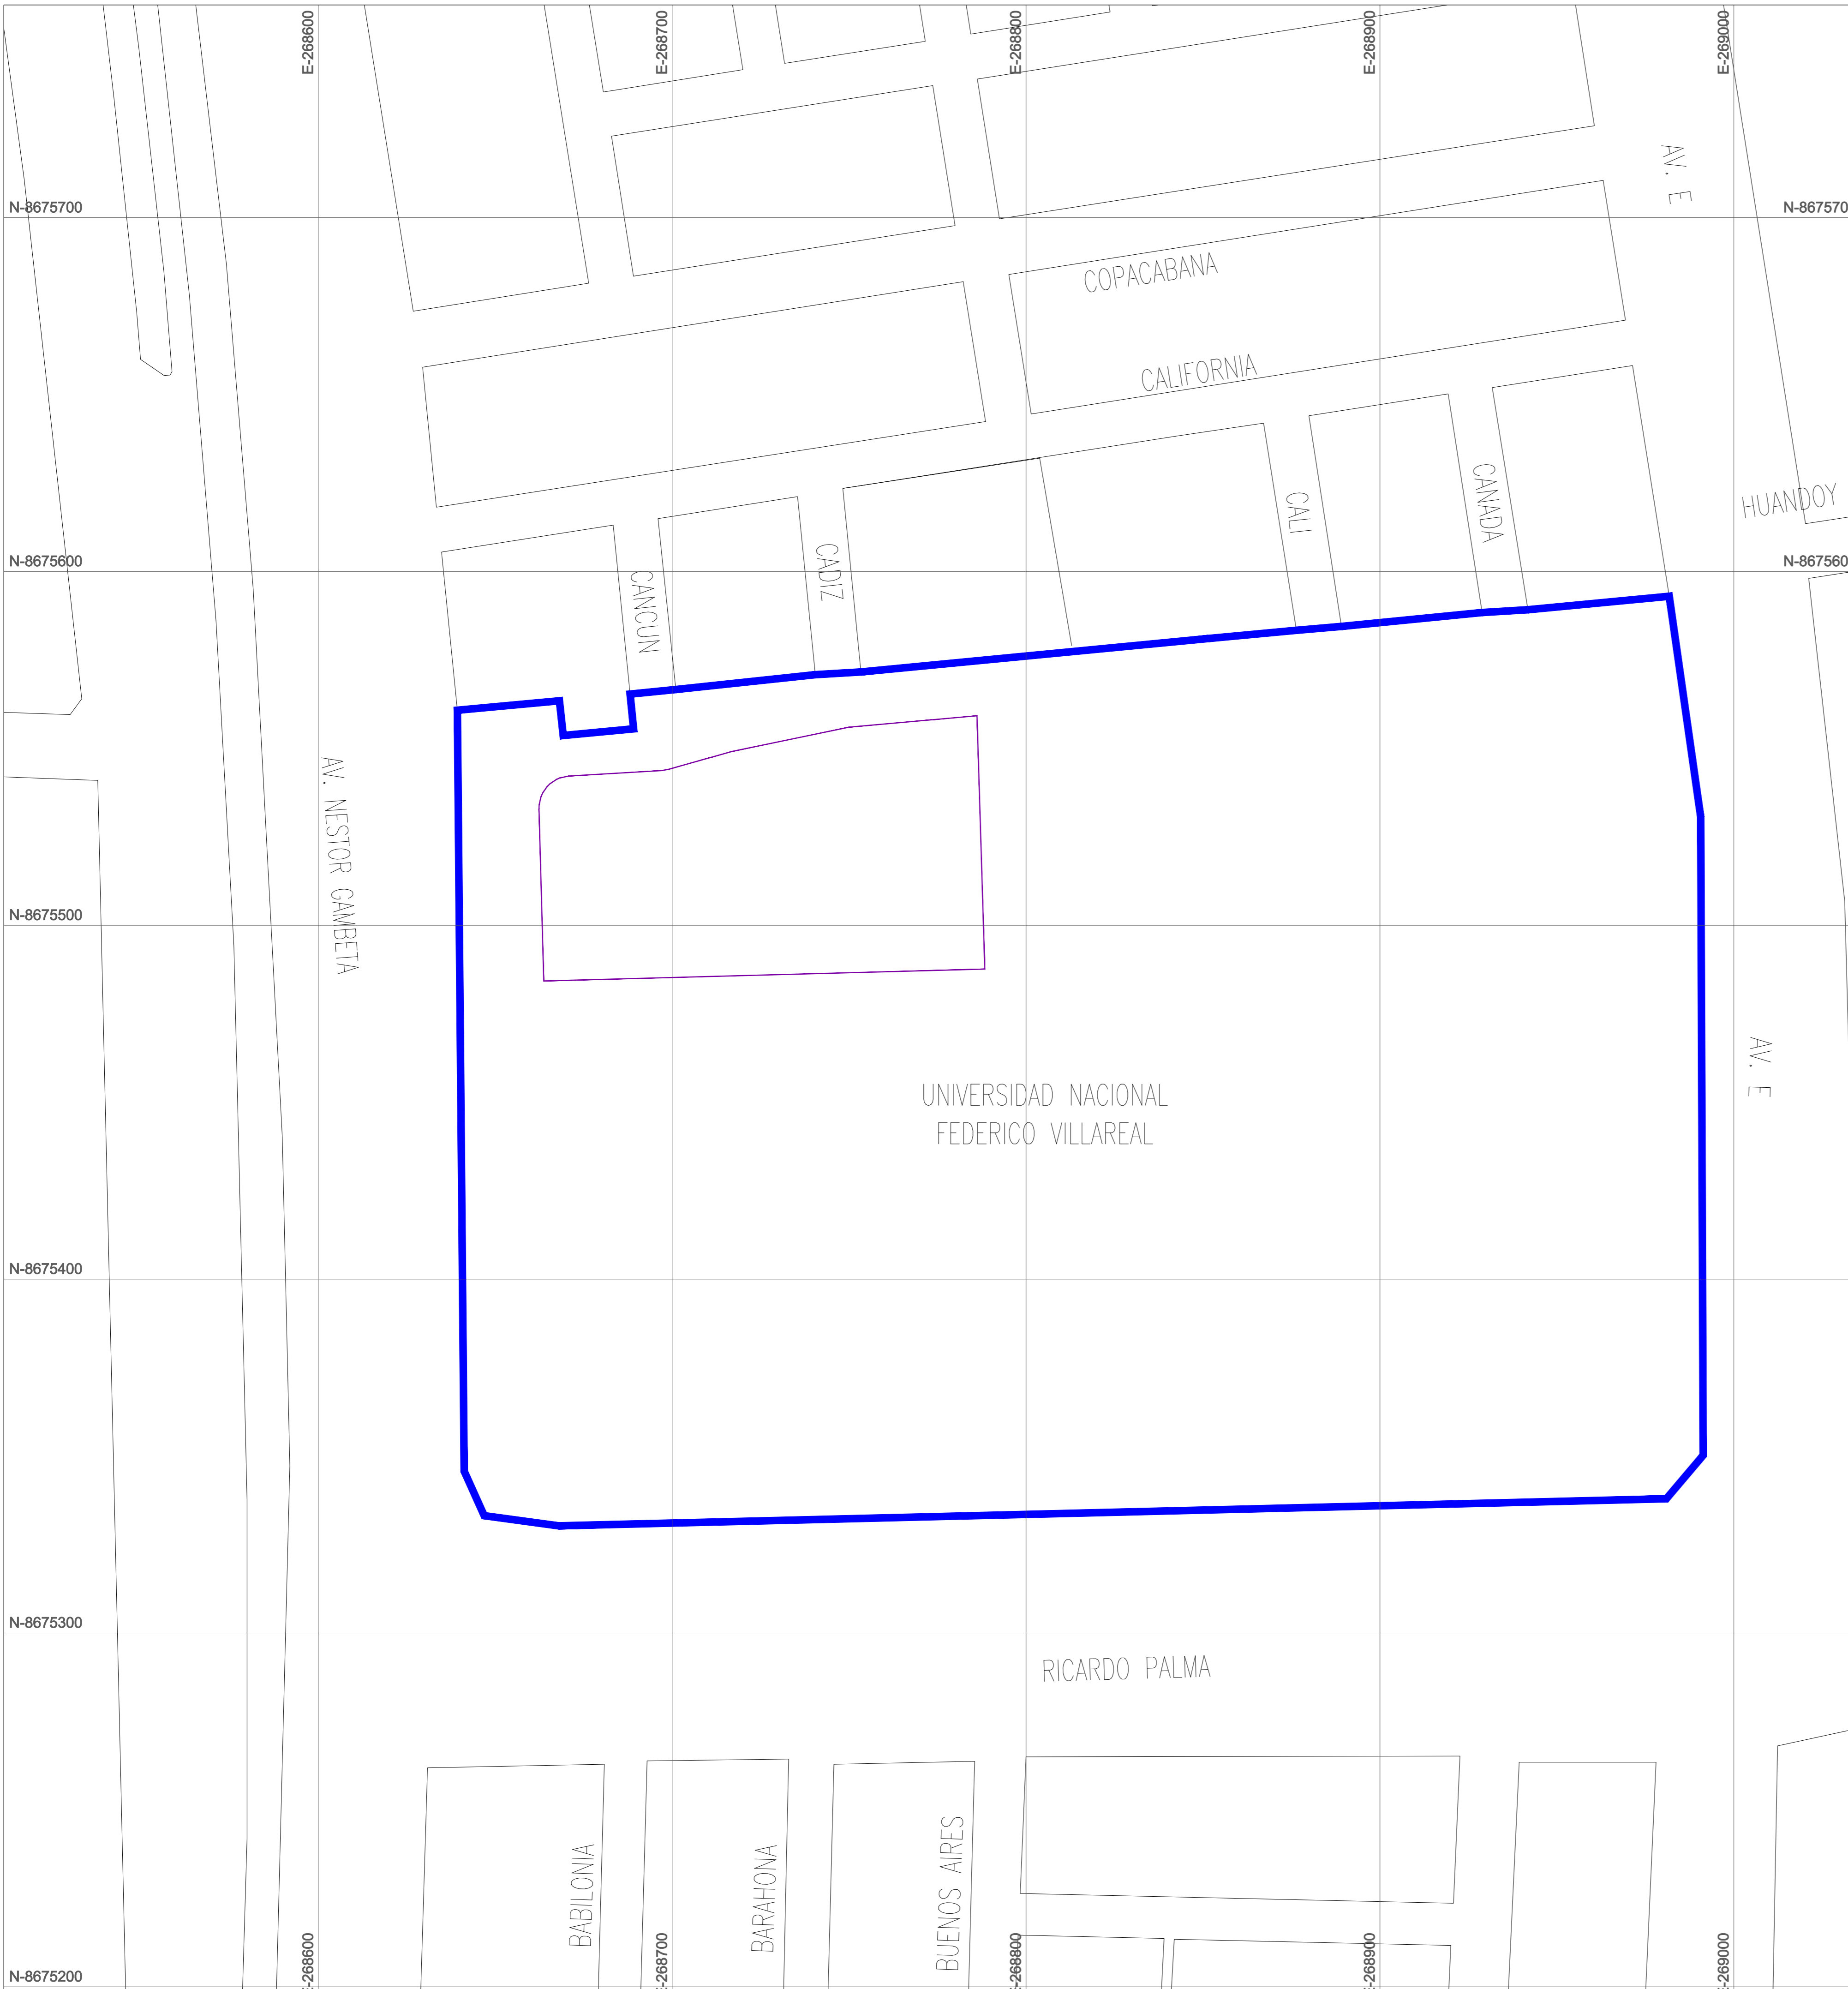 E-268600
E-268700
E-268800
E-268900
E-269000
AV. E
N-8675700
N-867570
COPACABANA
CALIFORNIA
CALI
CANADA
HUANDOY
CADIZ
CANCUN
N-8675600
N-867560
AV. NESTOR GAMBETA
N-8675500
AV. E
UNIVERSIDAD NACIONAL
FEDERICO VILLAREAL
N-8675400
N-8675300
RICARDO PALMA
BABILONIA
BARAHONA
BUENOS AIRES
-268600
-268700
-268800
-268900
-269000
N-8675200